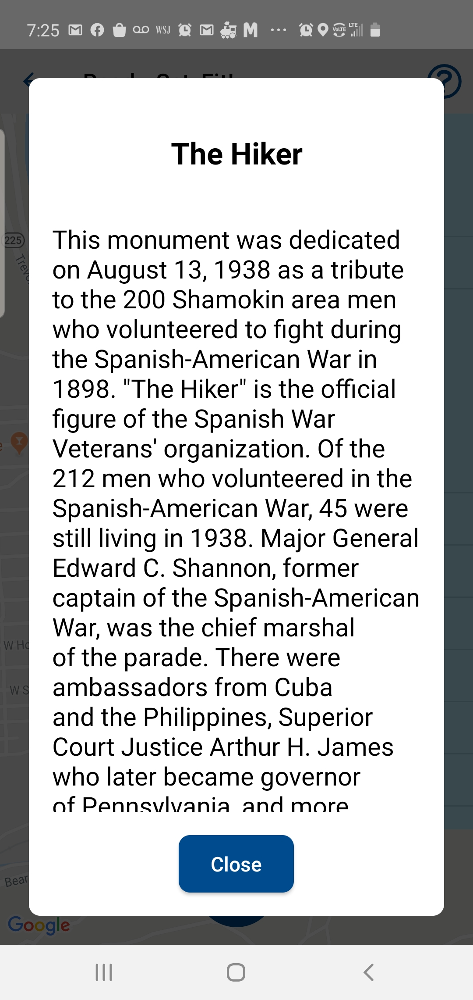 7:25 WSJ M VoLTE LTE
The Hiker
This monument was dedicated
on August 13, 1938 as a tribute
to the 200 Shamokin area men
who volunteered to fight during
the Spanish-American War in
1898. "The Hiker" is the official
figure of the Spanish War
Veterans' organization. Of the
212 men who volunteered in the
Spanish-American War, 45 were
still living in 1938. Major General
Edward C. Shannon, former
captain of the Spanish-American
War, was the chief marshal
of the parade. There were
ambassadors from Cuba
and the Philippines, Superior
Court Justice Arthur H. James
who later became governor
of Pennsylvania, and more
Close
225
W
W S
Bear
Google